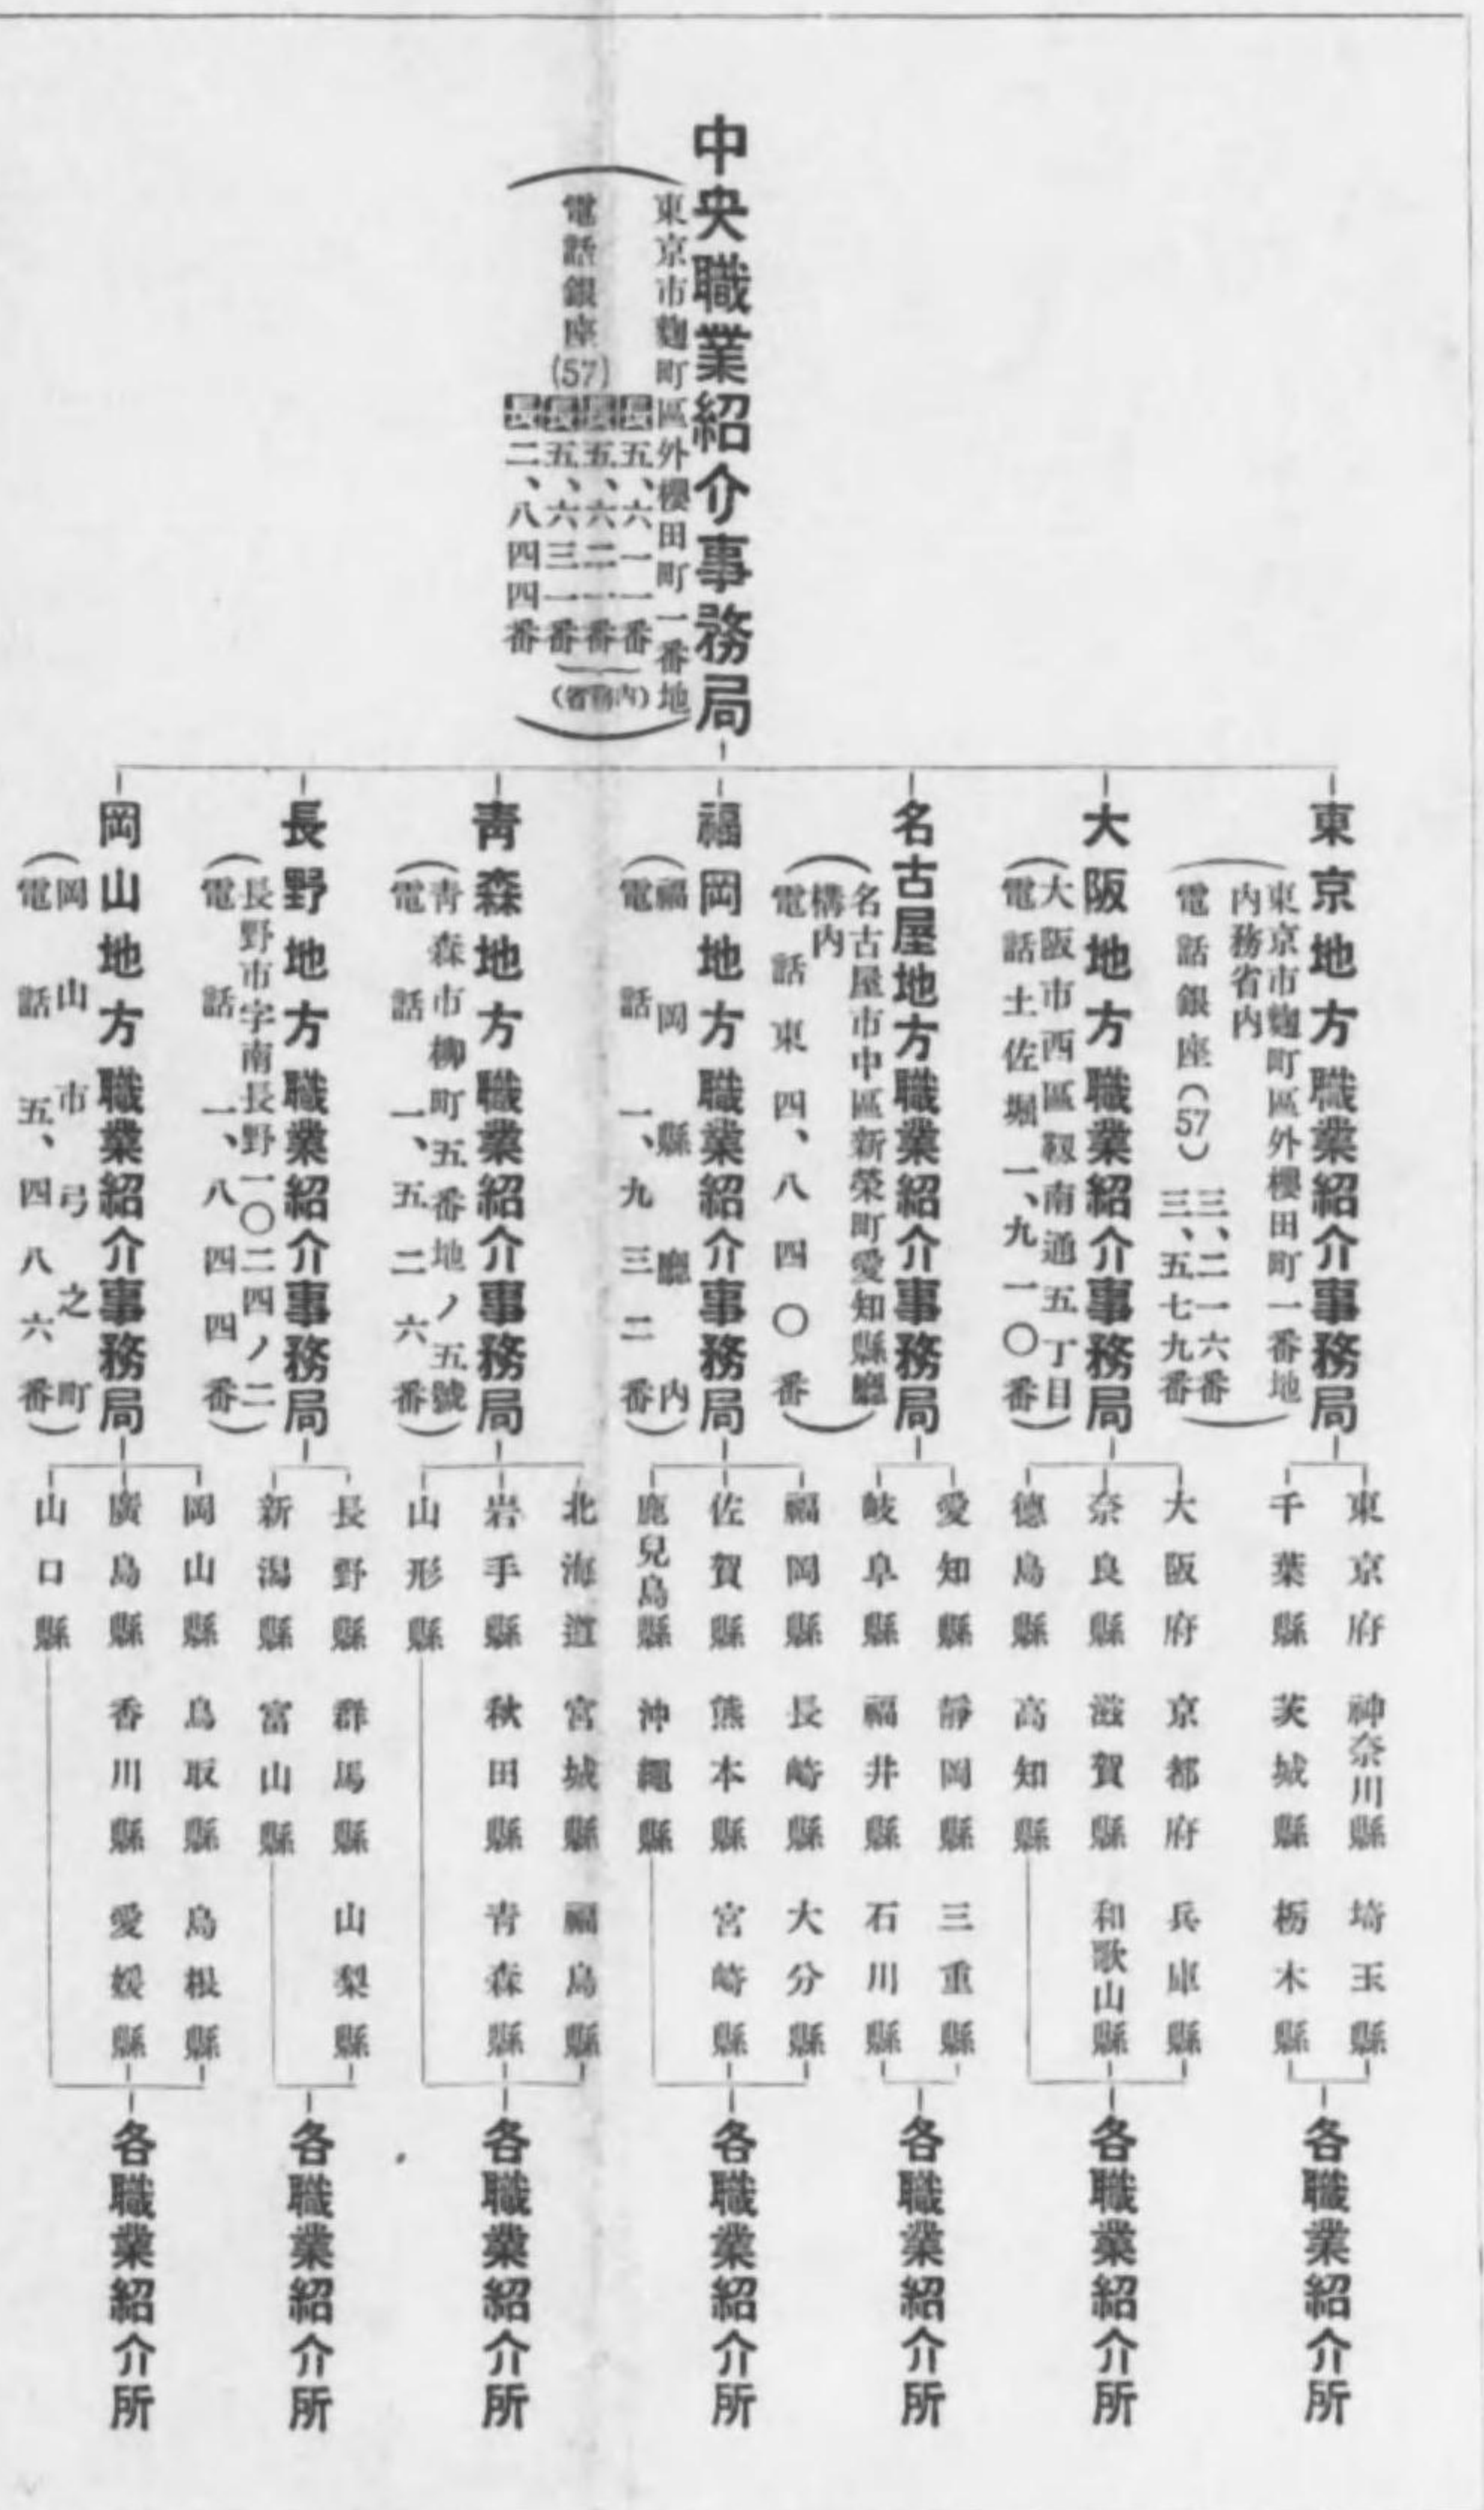 中央職業紹介事務局
東京市麴町區外櫻田町一番地
電話銀座(57)
長五、六一一番
長五、六二一番
長五、六三一番
長二、八四四番
(內務省)
東京地方職業紹介事務局
東京市麴町區外櫻田町一番地
內務省內
電話銀座(57)
三、二一六番
三、五七九番
東京府 神奈川縣 埼玉縣
千葉縣 茨城縣 栃木縣
各職業紹介所
大阪地方職業紹介事務局
(大阪市西區靱南通五丁目
電話土佐堀一、九一〇番)
大阪府 京都府 兵庫縣
奈良縣 滋賀縣 和歌山縣
德島縣 高知縣
各職業紹介所
名古屋地方職業紹介事務局
(名古屋市中區新榮町愛知縣廳
構內
電話東四、八四〇番)
愛知縣 靜岡縣 三重縣
岐阜縣 福井縣 石川縣
各職業紹介所
福岡地方職業紹介事務局
(福岡縣廳內
電話一、九三二番)
福岡縣 長崎縣 大分縣
佐賀縣 熊本縣 宮崎縣
鹿兒島縣 沖繩縣
各職業紹介所
靑森地方職業紹介事務局
(靑森市柳町五番地ノ五號
電話一、五二六番)
北海道 宮城縣 福島縣
岩手縣 秋田縣 靑森縣
山形縣
各職業紹介所
長野地方職業紹介事務局
(長野市字南長野一〇二四ノ二
電話一、八四四番)
長野縣 群馬縣 山梨縣
新潟縣 富山縣
各職業紹介所
岡山地方職業紹介事務局
(岡山市弓之町
電話五、四八六番)
岡山縣 鳥取縣 島根縣
廣島縣 香川縣 愛媛縣
山口縣
各職業紹介所